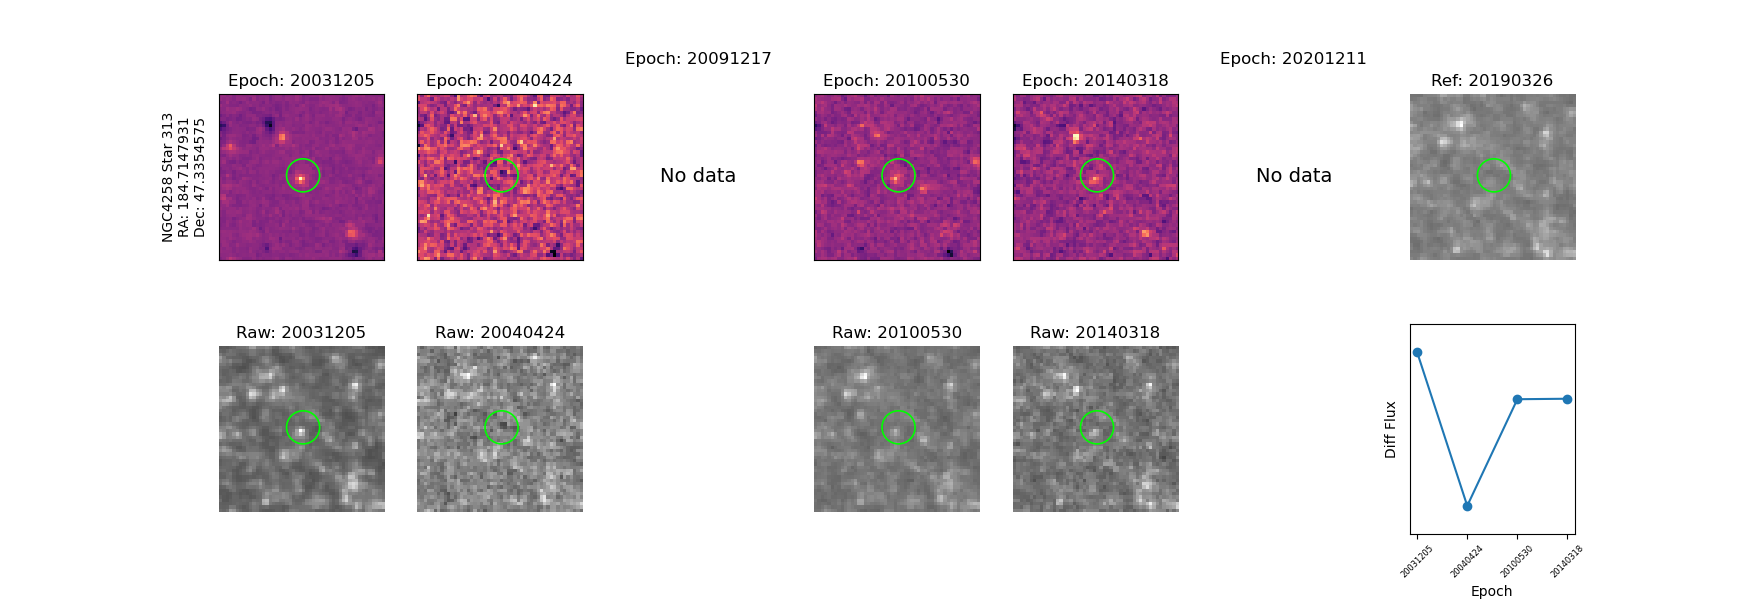 Epoch: 20031205
Epoch: 20040424
Epoch: 20091217
Epoch: 20100530
Epoch: 20140318
Epoch: 20201211
Ref: 20190326
NGC4258 Star 313
RA: 184.7147931
Dec: 47.3354575
No data
No data
Raw: 20031205
Raw: 20040424
Raw: 20100530
Raw: 20140318
Diff Flux
20031205
20040424
20100530
20140318
Epoch